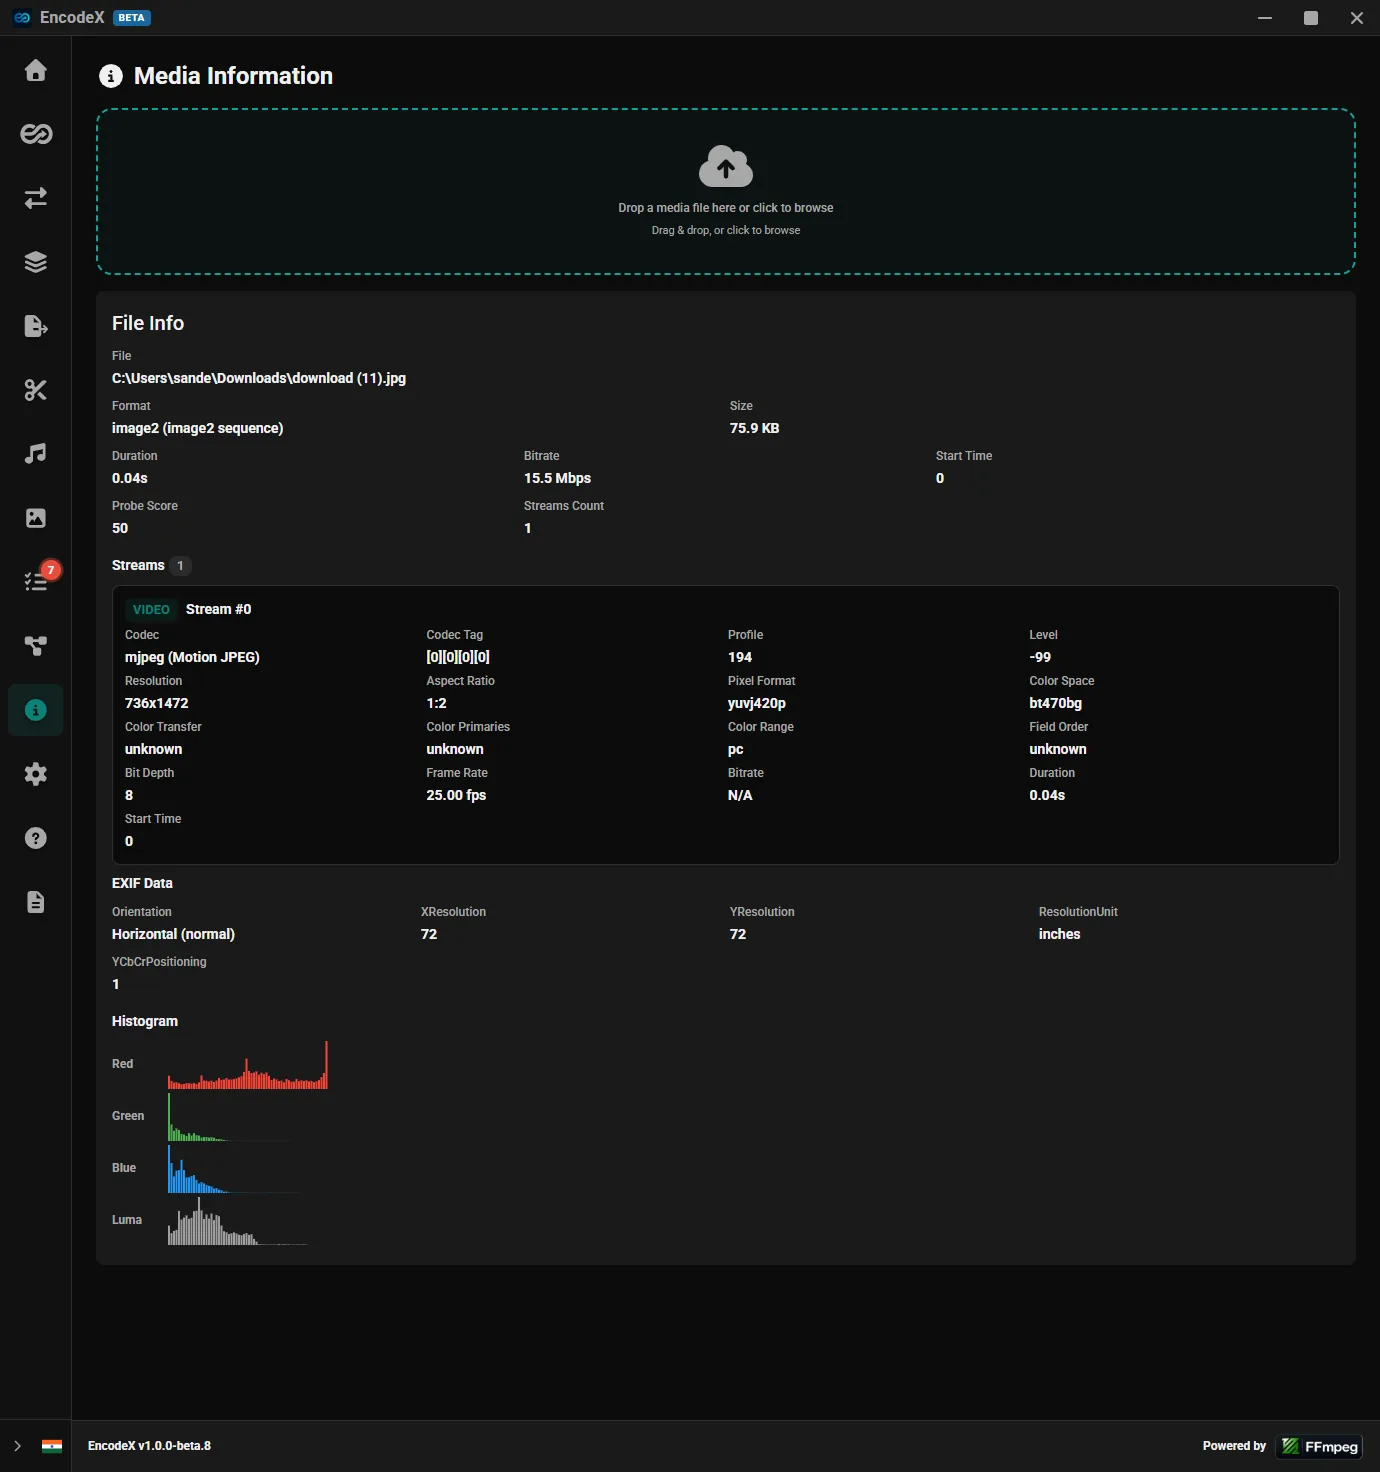 EncodeX BETA
Media Information
Drop a media file here or click to browse
Drag & drop, or click to browse
File Info
File
C:\Users\sande\Downloads\download (11).jpg
Format Size
image2 (image2 sequence) 75.9 KB
Duration Bitrate Start Time
0.04s 15.5 Mbps 0
Probe Score Streams Count
50 1
Streams 1
VIDEO Stream #0
Codec Codec Tag Profile Level
mjpeg (Motion JPEG) [0][0][0][0] 194 -99
Resolution Aspect Ratio Pixel Format Color Space
736x1472 1:2 yuvj420p bt470bg
Color Transfer Color Primaries Color Range Field Order
unknown unknown pc unknown
Bit Depth Frame Rate Bitrate Duration
8 25.00 fps N/A 0.04s
Start Time
0
EXIF Data
Orientation XResolution YResolution ResolutionUnit
Horizontal (normal) 72 72 inches
YCbCrPositioning
1
Histogram
Red
Green
Blue
Luma
7
EncodeX v1.0.0-beta.8 Powered by FFmpeg